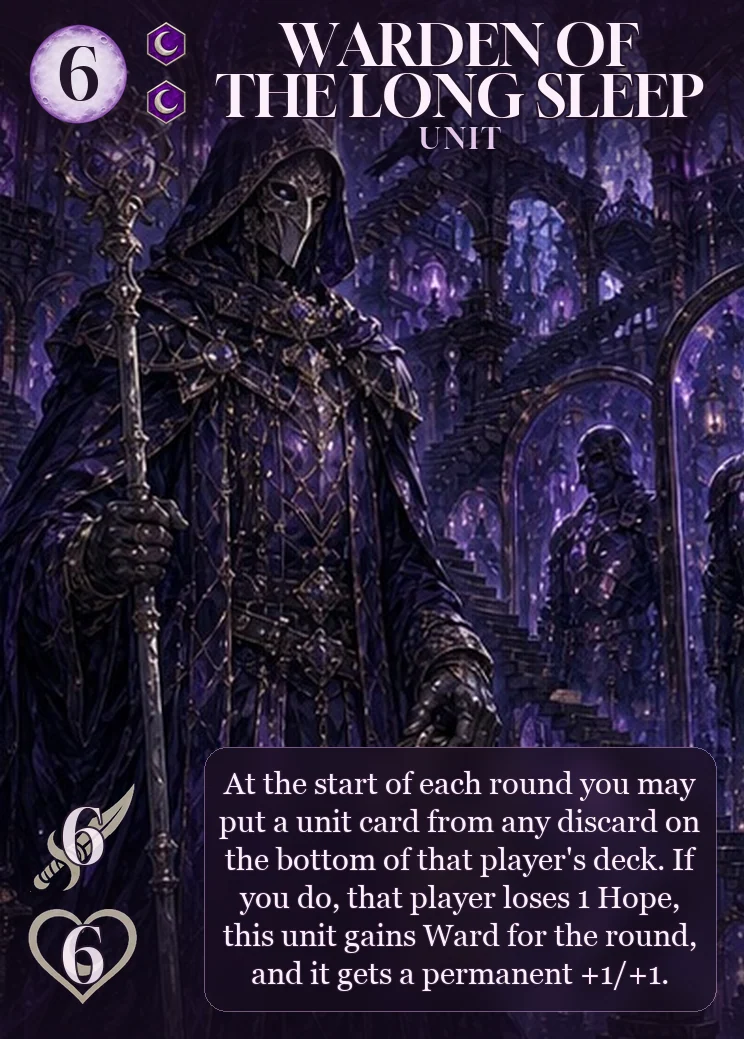 6
WARDEN OF
THE LONG SLEEP
UNIT
At the start of each round you may
put a unit card from any discard on
the bottom of that player's deck. If
you do, that player loses 1 Hope,
this unit gains Ward for the round,
and it gets a permanent +1/+1.
6
6